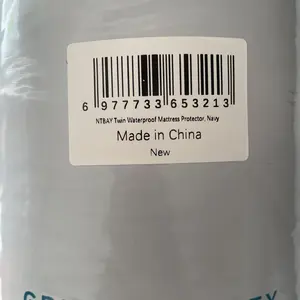 6 977733 653213
NTBAY Twin Waterproof Mattress Protector, Navy
Made in China
New